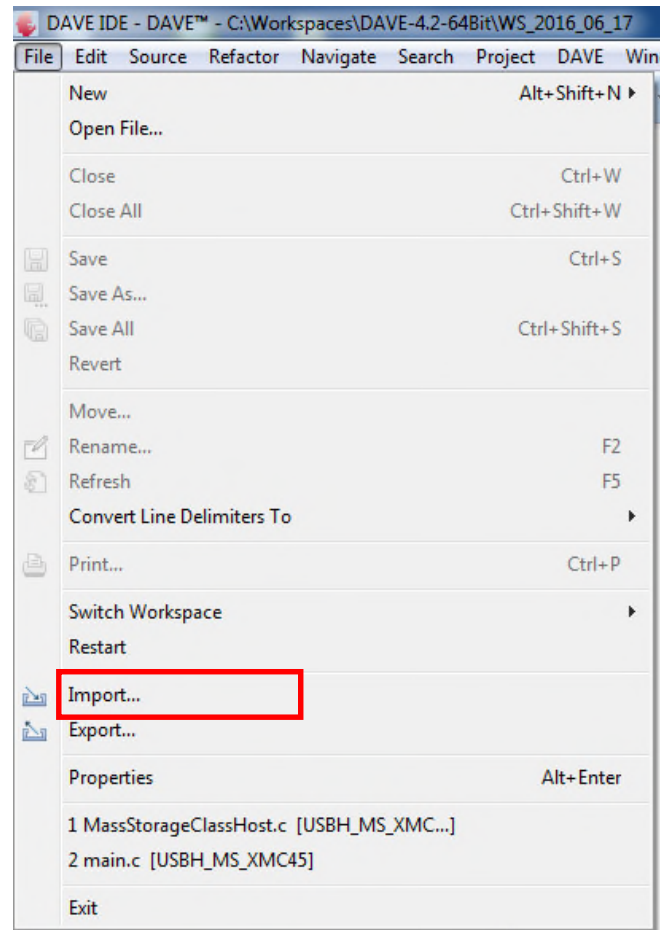 DAVE IDE - DAVE™ - C:\Workspaces\DAVE-4.2-64Bit\WS_2016_06_17
File Edit Source Refactor Navigate Search Project DAVE Win
New Alt+Shift+N
Open File...
Close Ctrl+W
Close All Ctrl+Shift+W
Save Ctrl+S
Save As...
Save All Ctrl+Shift+S
Revert
Move...
Rename... F2
Refresh F5
Convert Line Delimiters To
Print... Ctrl+P
Switch Workspace
Restart
Import...
Export...
Properties Alt+Enter
1 MassStorageClassHost.c [USBH_MS_XMC...]
2 main.c [USBH_MS_XMC45]
Exit